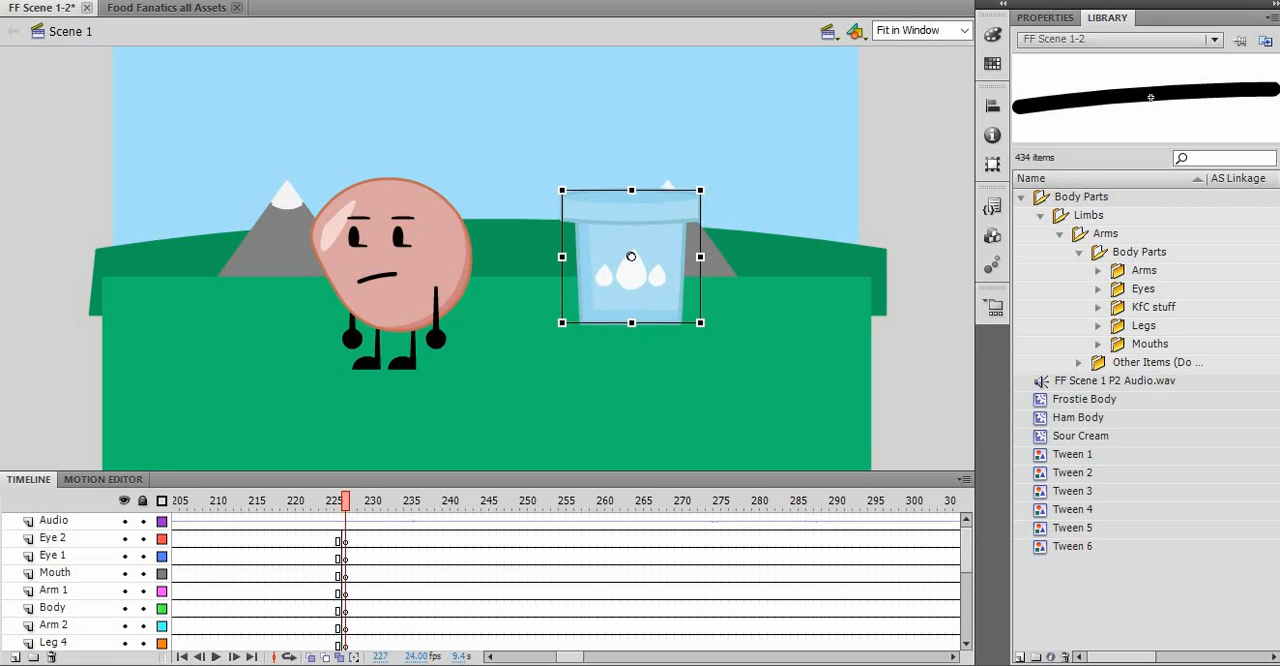 FF Scene 1-2*
Food Fanatics all Assets
Scene 1
Fit in Window
PROPERTIES
LIBRARY
FF Scene 1-2
434 items
Name
AS Linkage
Body Parts
Limbs
Arms
Body Parts
Arms
Eyes
KfC stuff
Legs
Mouths
Other Items (Do ...
FF Scene 1 P2 Audio.wav
Frostie Body
Ham Body
Sour Cream
Tween 1
Tween 2
Tween 3
Tween 4
Tween 5
Tween 6
TIMELINE
MOTION EDITOR
205 210 215 220 230 235 240 245 250 255 260 265 270 275 280 285 290 295 300 30
Audio
Eye 2
Eye 1
Mouth
Arm 1
Body
Arm 2
Leg 4
227 24.00fps 9.4s